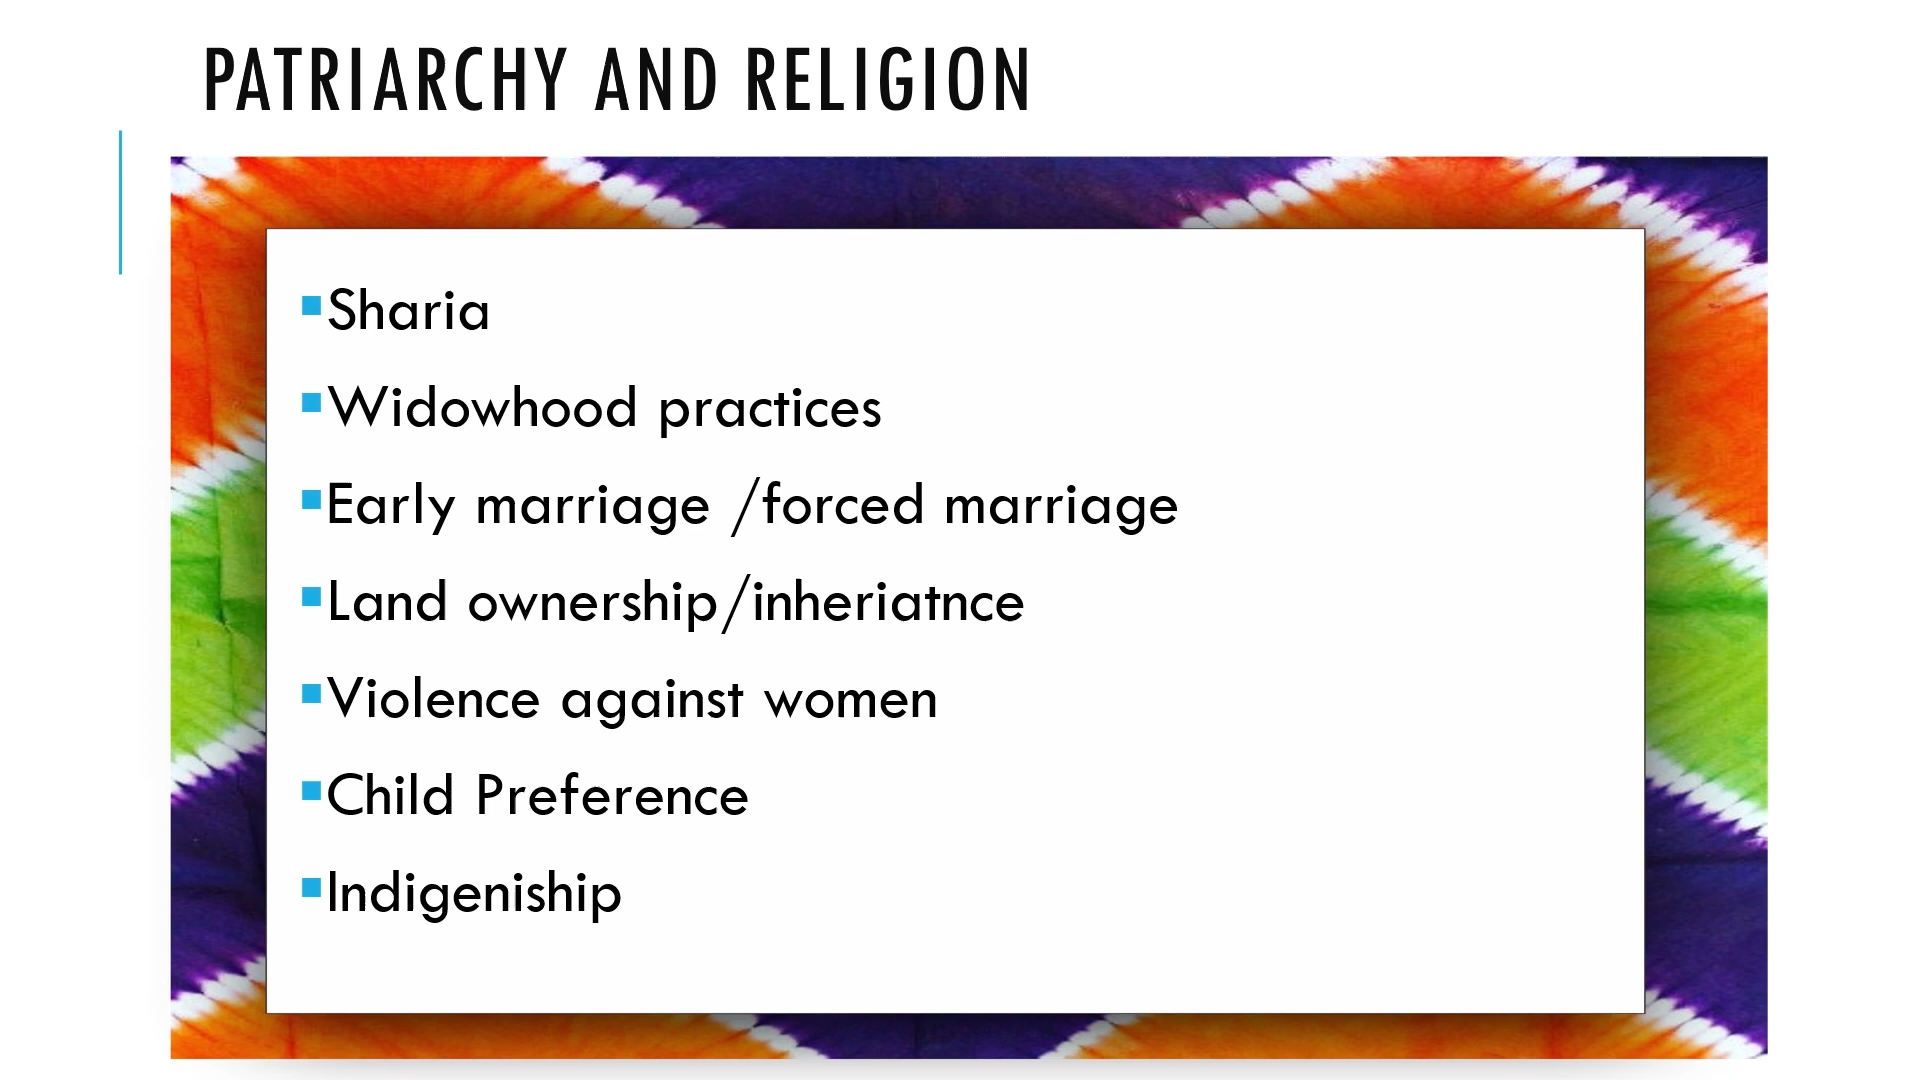 PATRIARCHY AND RELIGION
▪Sharia
▪Widowhood practices
▪Early marriage /forced marriage
▪Land ownership/inheriatnce
▪Violence against women
▪Child Preference
▪Indigeniship